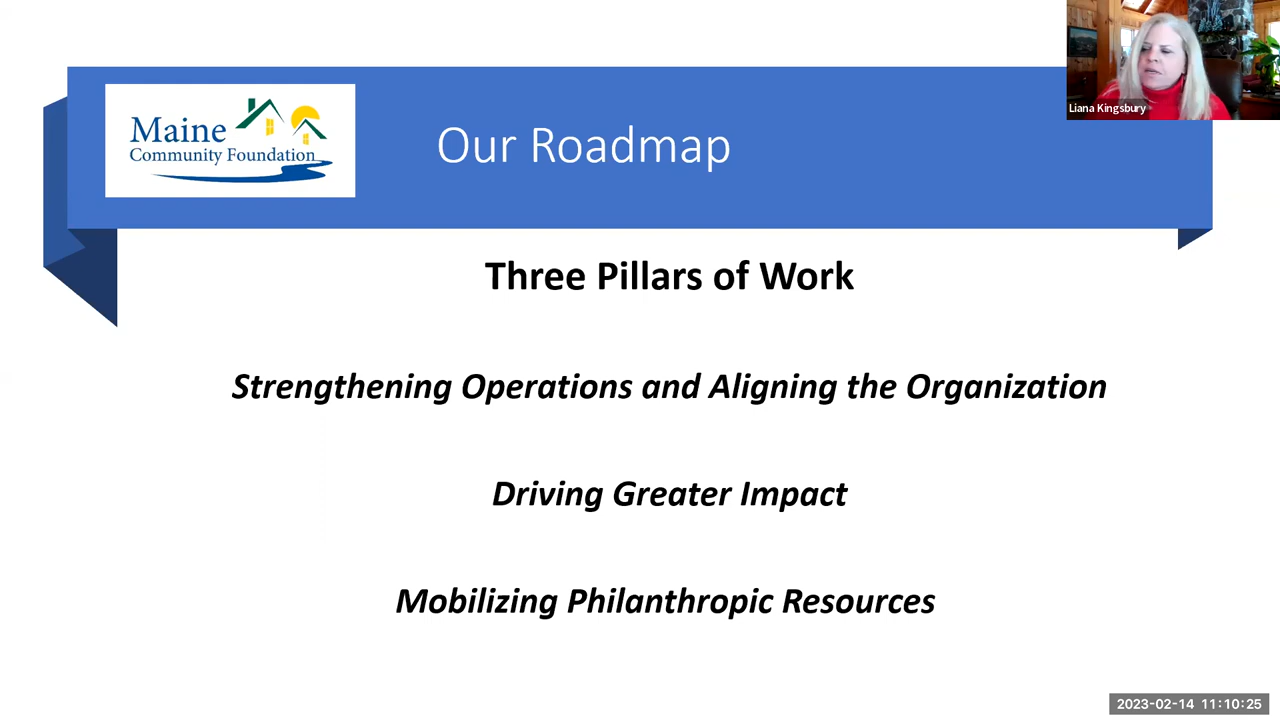 Liana Kingsbury
Maine
Community Foundation
Our Roadmap
Three Pillars of Work
Strengthening Operations and Aligning the Organization
Driving Greater Impact
Mobilizing Philanthropic Resources
2023-02-14 11:10:25